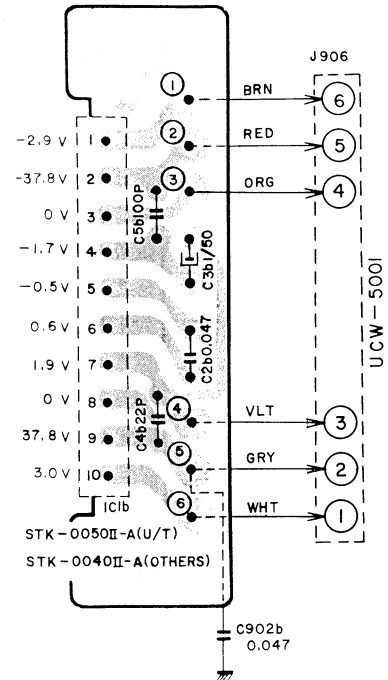 J906
1 BRN 6
-2.9 V 1
2 RED 5
-37.8 V 2
3 ORG 4
0 V 3
C5b100P
-1.7 V 4
C3b1/50
-0.5 V 5
UCW-5001
0.6 V 6
C2b0.047
1.9 V 7
0 V 8
C4b22P
4 VLT 3
37.8 V 9
5 GRY 2
3.0 V 10
6 WHT 1
IC1b
STK-0050II-A(U/T)
STK-0040II-A(OTHERS)
C902b
0.047